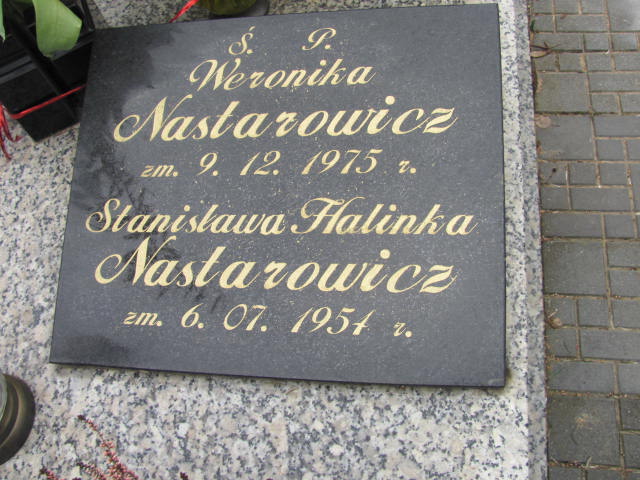 Ś. P.
Weronika
Nastarowicz
zm. 9. 12. 1975 r.
Stanisława Halinka
Nastarowicz
zm. 6. 07. 1954 r.